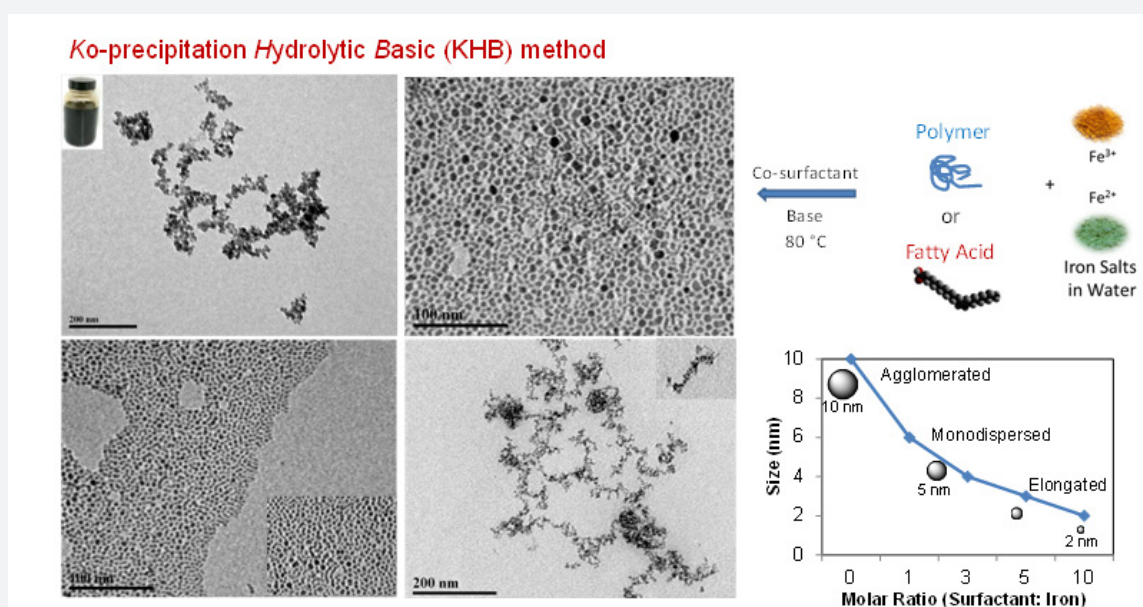 Ko-precipitation Hydrolytic Basic (KHB) method
200 nm
100 nm
100 nm
200 nm
Co-surfactant
Base
80 °C
Polymer
or
Fatty Acid
+
Fe³⁺
Fe²⁺
Iron Salts
in Water
10
8
6
4
2
0
Size (nm)
Agglomerated
10 nm
Monodispersed
5 nm
Elongated
2 nm
0 1 3 5 10
Molar Ratio (Surfactant: Iron)